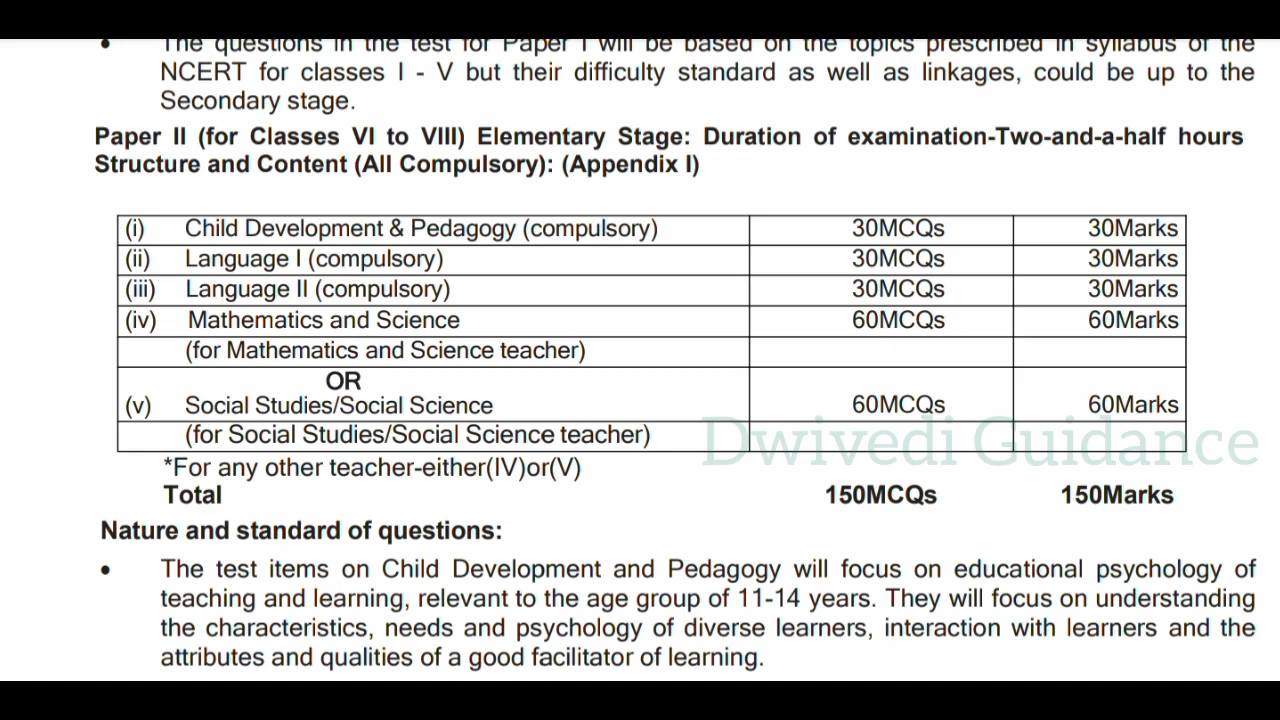 • The questions in the test for Paper I will be based on the topics prescribed in syllabus of the
NCERT for classes I - V but their difficulty standard as well as linkages, could be up to the
Secondary stage.
Paper II (for Classes VI to VIII) Elementary Stage: Duration of examination-Two-and-a-half hours
Structure and Content (All Compulsory): (Appendix I)
(i) Child Development & Pedagogy (compulsory) 30MCQs 30Marks
(ii) Language I (compulsory) 30MCQs 30Marks
(iii) Language II (compulsory) 30MCQs 30Marks
(iv) Mathematics and Science 60MCQs 60Marks
(for Mathematics and Science teacher)
OR
(v) Social Studies/Social Science 60MCQs 60Marks
(for Social Studies/Social Science teacher)
Dwivedi Guidance
*For any other teacher-either(IV)or(V)
Total 150MCQs 150Marks
Nature and standard of questions:
• The test items on Child Development and Pedagogy will focus on educational psychology of
teaching and learning, relevant to the age group of 11-14 years. They will focus on understanding
the characteristics, needs and psychology of diverse learners, interaction with learners and the
attributes and qualities of a good facilitator of learning.